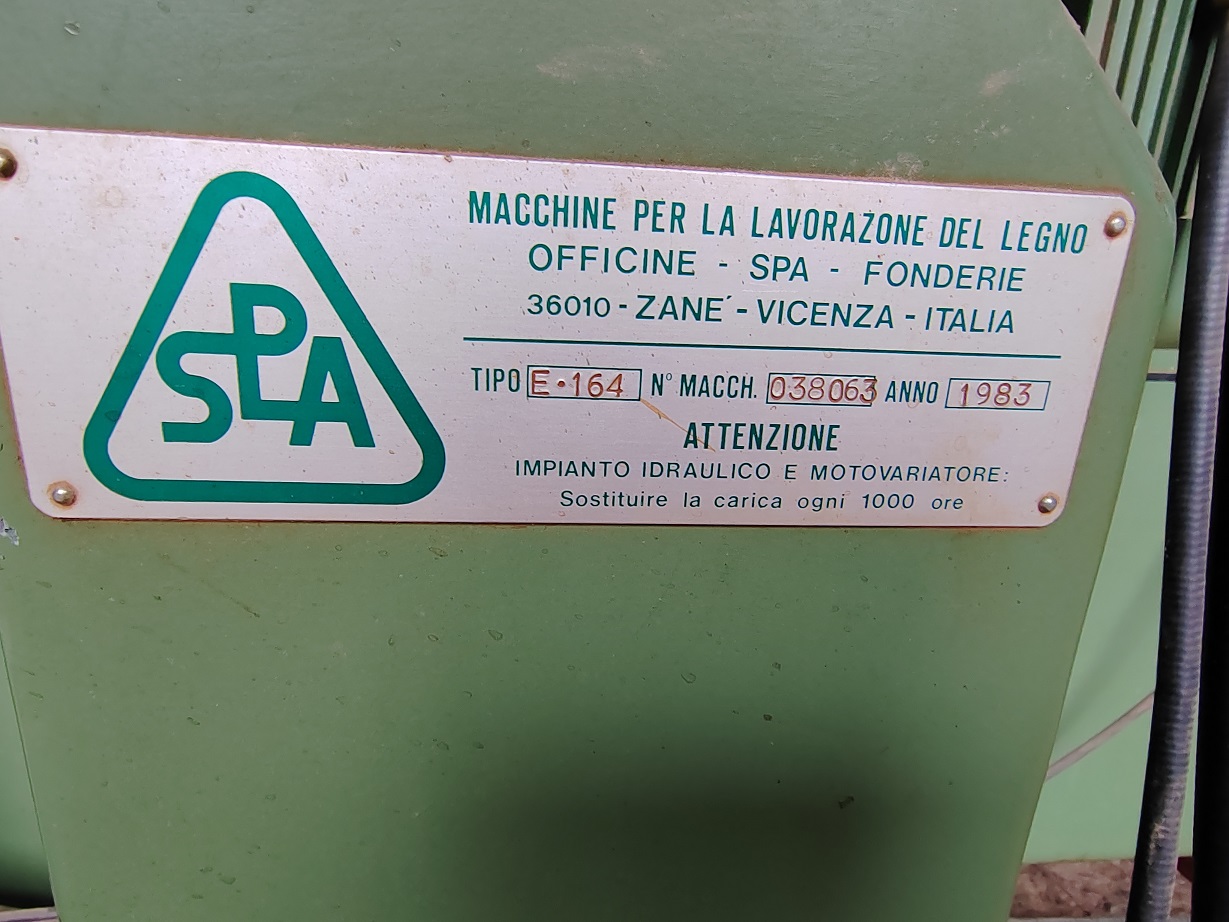 SPA
MACCHINE PER LA LAVORAŻONE DEL LEGNO
OFFICINE - SPA - FONDERIE
36010 - ZANE´ - VICENZA - ITALIA
TIPO E·164 N° MACCH. 038063 ANNO 1983
ATTENZIONE
IMPIANTO IDRAULICO E MOTOVARIATORE:
Sostituire la carica ogni 1000 ore